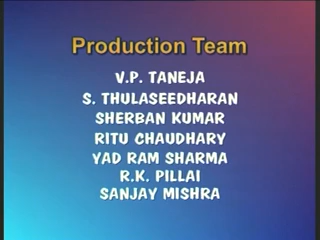 Production Team
V.P. TANEJA
S. THULASEEDHARAN
SHERBAN KUMAR
RITU CHAUDHARY
YAD RAM SHARMA
R.K. PILLAI
SANJAY MISHRA